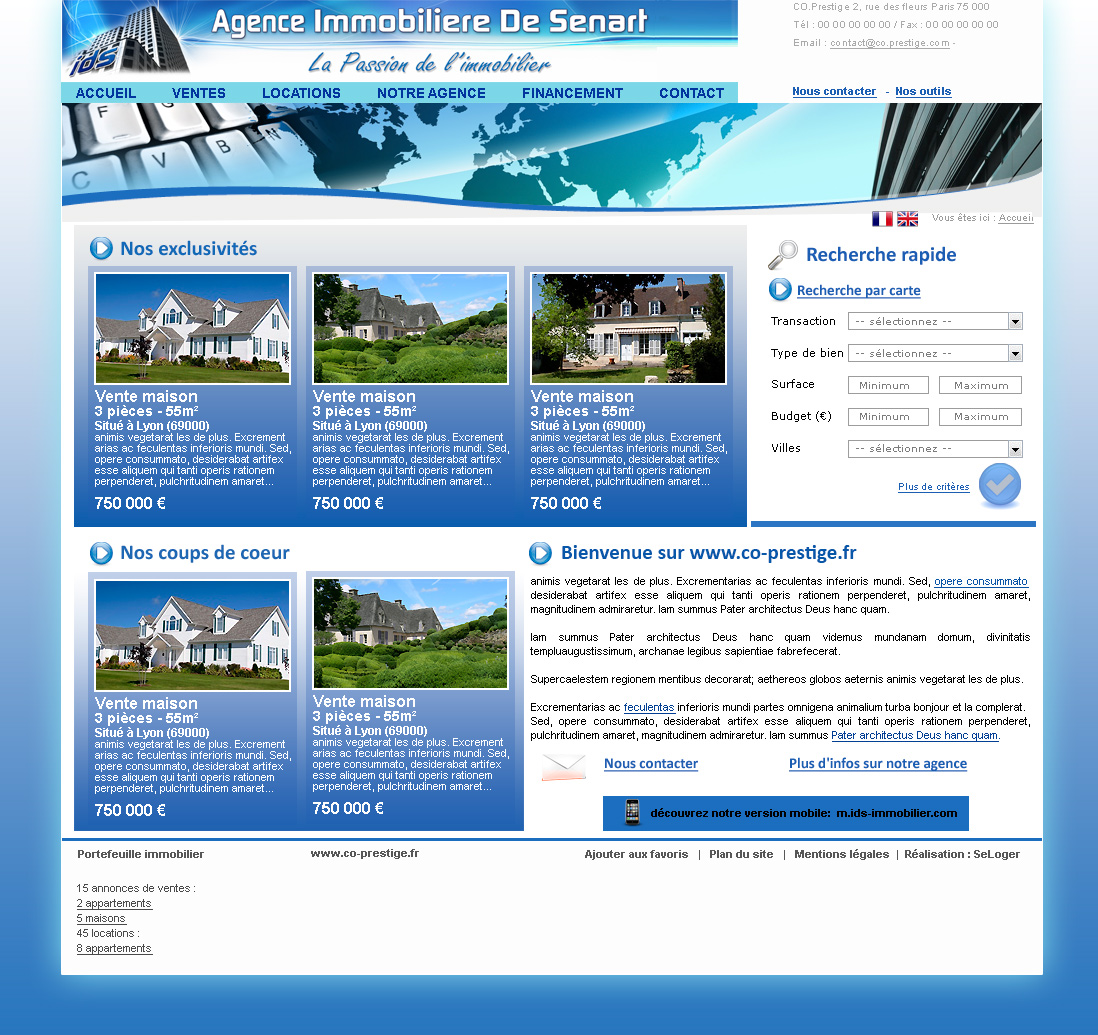 Agence Immobiliere De Senart
ids
La Passion de l'immobilier
CO.Prestige 2, rue des fleurs Paris 75 000
Tél : 00 00 00 00 00 / Fax : 00 00 00 00 00
Email : contact@co.prestige.com -
ACCUEIL VENTES LOCATIONS NOTRE AGENCE FINANCEMENT CONTACT
Nous contacter - Nos outils
C V B N
Vous êtes ici : Accueil
Nos exclusivités
Vente maison
3 pièces - 55m²
Situé à Lyon (69000)
animis vegetarat les de plus. Excrement
arias ac feculentas inferioris mundi. Sed,
opere consummato, desiderabat artifex
esse aliquem qui tanti operis rationem
perpenderet, pulchritudinem amaret...
750 000 €
Vente maison
3 pièces - 55m²
Situé à Lyon (69000)
animis vegetarat les de plus. Excrement
arias ac feculentas inferioris mundi. Sed,
opere consummato, desiderabat artifex
esse aliquem qui tanti operis rationem
perpenderet, pulchritudinem amaret...
750 000 €
Vente maison
3 pièces - 55m²
Situé à Lyon (69000)
animis vegetarat les de plus. Excrement
arias ac feculentas inferioris mundi. Sed,
opere consummato, desiderabat artifex
esse aliquem qui tanti operis rationem
perpenderet, pulchritudinem amaret...
750 000 €
Recherche rapide
Recherche par carte
Transaction -- sélectionnez --
Type de bien -- sélectionnez --
Surface Minimum Maximum
Budget (€) Minimum Maximum
Villes -- sélectionnez --
Plus de critères
Nos coups de coeur
Vente maison
3 pièces - 55m²
Situé à Lyon (69000)
animis vegetarat les de plus. Excrement
arias ac feculentas inferioris mundi. Sed,
opere consummato, desiderabat artifex
esse aliquem qui tanti operis rationem
perpenderet, pulchritudinem amaret...
750 000 €
Vente maison
3 pièces - 55m²
Situé à Lyon (69000)
animis vegetarat les de plus. Excrement
arias ac feculentas inferioris mundi. Sed,
opere consummato, desiderabat artifex
esse aliquem qui tanti operis rationem
perpenderet, pulchritudinem amaret...
750 000 €
Bienvenue sur www.co-prestige.fr
animis vegetarat les de plus. Excrementarias ac feculentas inferioris mundi. Sed, opere consummato
desiderabat artifex esse aliquem qui tanti operis rationem perpenderet, pulchritudinem amaret,
magnitudinem admiraretur. Iam summus Pater architectus Deus hanc quam.
Iam summus Pater architectus Deus hanc quam videmus mundanam domum, divinitatis
templuaugustissimum, archanae legibus sapientiae fabrefecerat.
Supercaelestem regionem mentibus decorarat; aethereos globos aeternis animis vegetarat les de plus.
Excrementarias ac feculentas inferioris mundi partes omnigena animalium turba bonjour et la complerat.
Sed, opere consummato, desiderabat artifex esse aliquem qui tanti operis rationem perpenderet,
pulchritudinem amaret, magnitudinem admiraretur. Iam summus Pater architectus Deus hanc quam.
Nous contacter
Plus d'infos sur notre agence
découvrez notre version mobile: m.ids-immobilier.com
Portefeuille immobilier
www.co-prestige.fr
Ajouter aux favoris | Plan du site | Mentions légales | Réalisation : SeLoger
15 annonces de ventes :
2 appartements
5 maisons
45 locations :
8 appartements